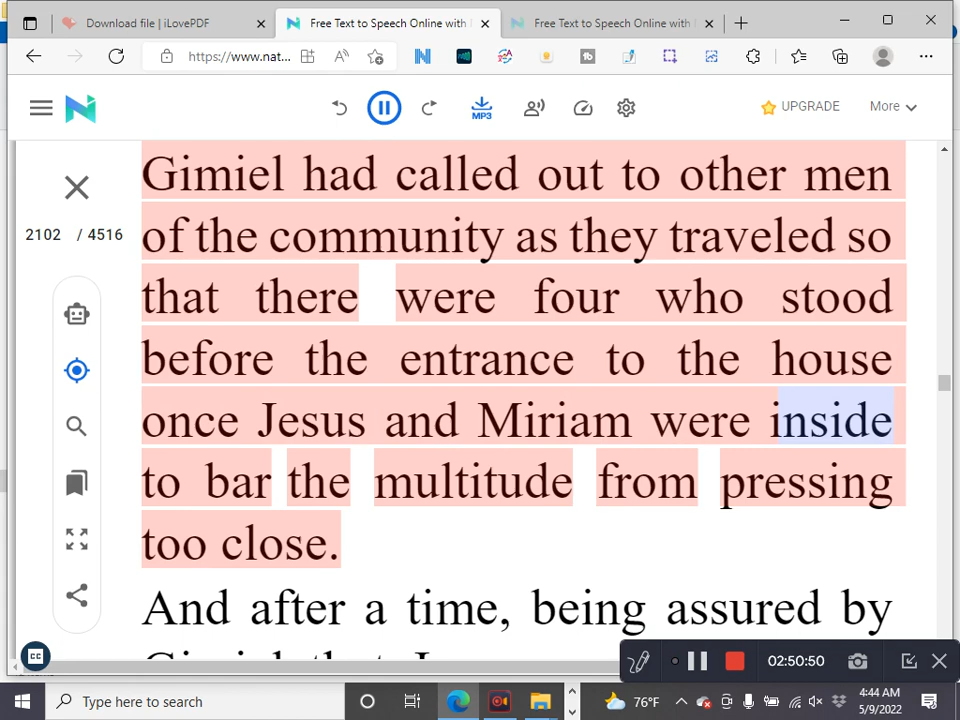 Download file | iLovePDF
Free Text to Speech Online with
Free Text to Speech Online with
https://www.nat...
UPGRADE
More
MP3
2102 / 4516
Gimiel had called out to other men
of the community as they traveled so
that there were four who stood
before the entrance to the house
once Jesus and Miriam were inside
to bar the multitude from pressing
too close.
And after a time, being assured by
CC
02:50:50
Type here to search
76°F
4:44 AM
5/9/2022